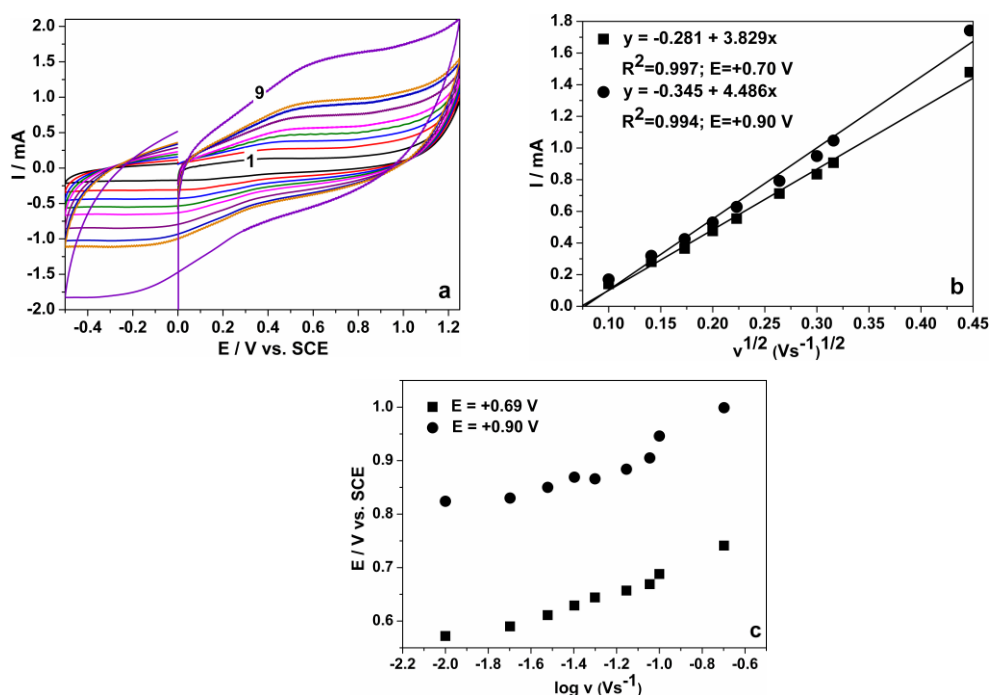 2.0
1.5
1.0
0.5
0.0
-0.5
-1.0
-1.5
-2.0
I / mA
9
1
a
-0.4 -0.2 0.0 0.2 0.4 0.6 0.8 1.0 1.2
E / V vs. SCE
1.8
1.6
1.4
1.2
1.0
0.8
0.6
0.4
0.2
0.0
I / mA
y = -0.281 + 3.829x
R²=0.997; E=+0.70 V
y = -0.345 + 4.486x
R²=0.994; E=+0.90 V
b
0.10 0.15 0.20 0.25 0.30 0.35 0.40 0.45
v¹/² (Vs⁻¹)¹/²
1.0
0.9
0.8
0.7
0.6
E / V vs. SCE
E = +0.69 V
E = +0.90 V
c
-2.2 -2.0 -1.8 -1.6 -1.4 -1.2 -1.0 -0.8 -0.6 -0.4
log v (Vs⁻¹)